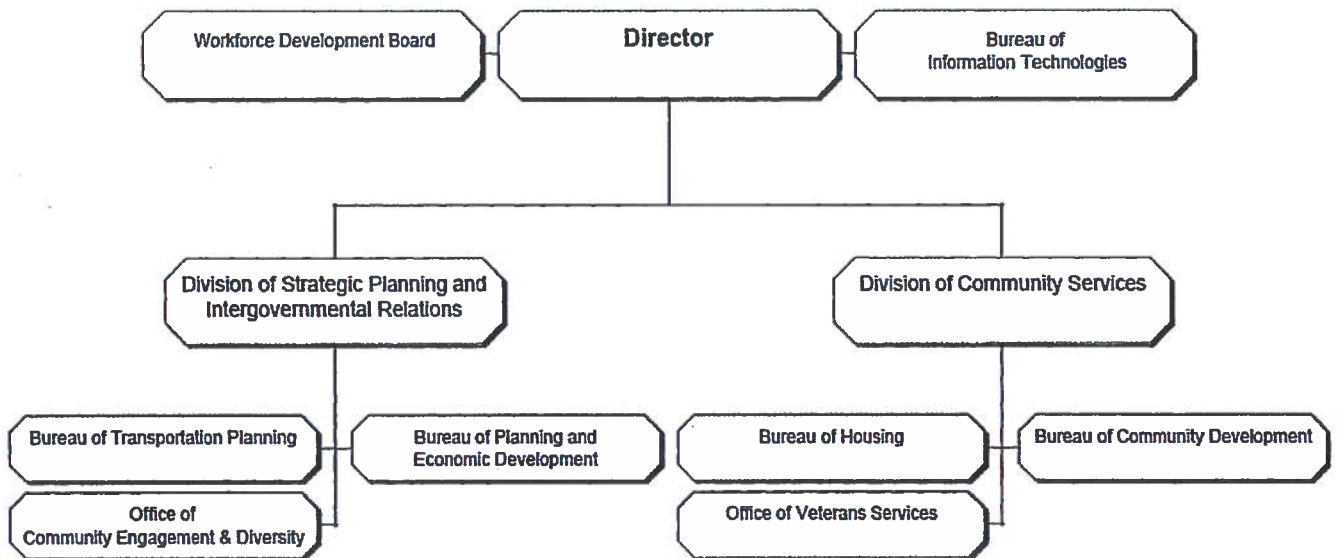 Workforce Development Board
Director
Bureau of
Information Technologies
Division of Strategic Planning and
Intergovernmental Relations
Division of Community Services
Bureau of Transportation Planning
Bureau of Planning and
Economic Development
Bureau of Housing
Bureau of Community Development
Office of
Community Engagement & Diversity
Office of Veterans Services